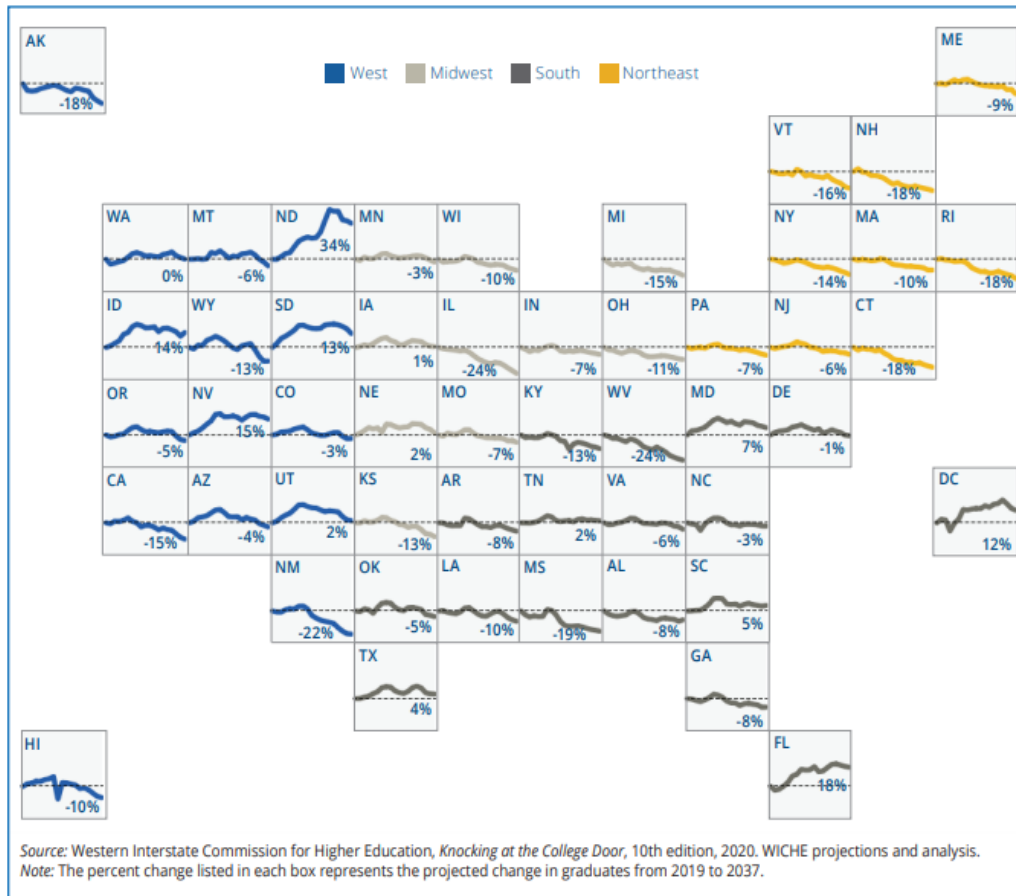 AK
-18%
West
Midwest
South
Northeast
ME
-9%
VT
-16%
NH
-18%
WA
0%
MT
-6%
ND
34%
MN
-3%
WI
-10%
MI
-15%
NY
-14%
MA
-10%
RI
-18%
ID
14%
WY
-13%
SD
13%
IA
1%
IL
-24%
IN
-7%
OH
-11%
PA
-7%
NJ
-6%
CT
-18%
OR
-5%
NV
15%
CO
-3%
NE
2%
MO
-7%
KY
-13%
WV
-24%
MD
7%
DE
-1%
CA
-15%
AZ
-4%
UT
2%
KS
-13%
AR
-8%
TN
2%
VA
-6%
NC
-3%
DC
12%
NM
-22%
OK
-5%
LA
-10%
MS
-19%
AL
-8%
SC
5%
TX
4%
GA
-8%
HI
-10%
FL
18%
Source: Western Interstate Commission for Higher Education, Knocking at the College Door, 10th edition, 2020. WICHE projections and analysis.
Note: The percent change listed in each box represents the projected change in graduates from 2019 to 2037.